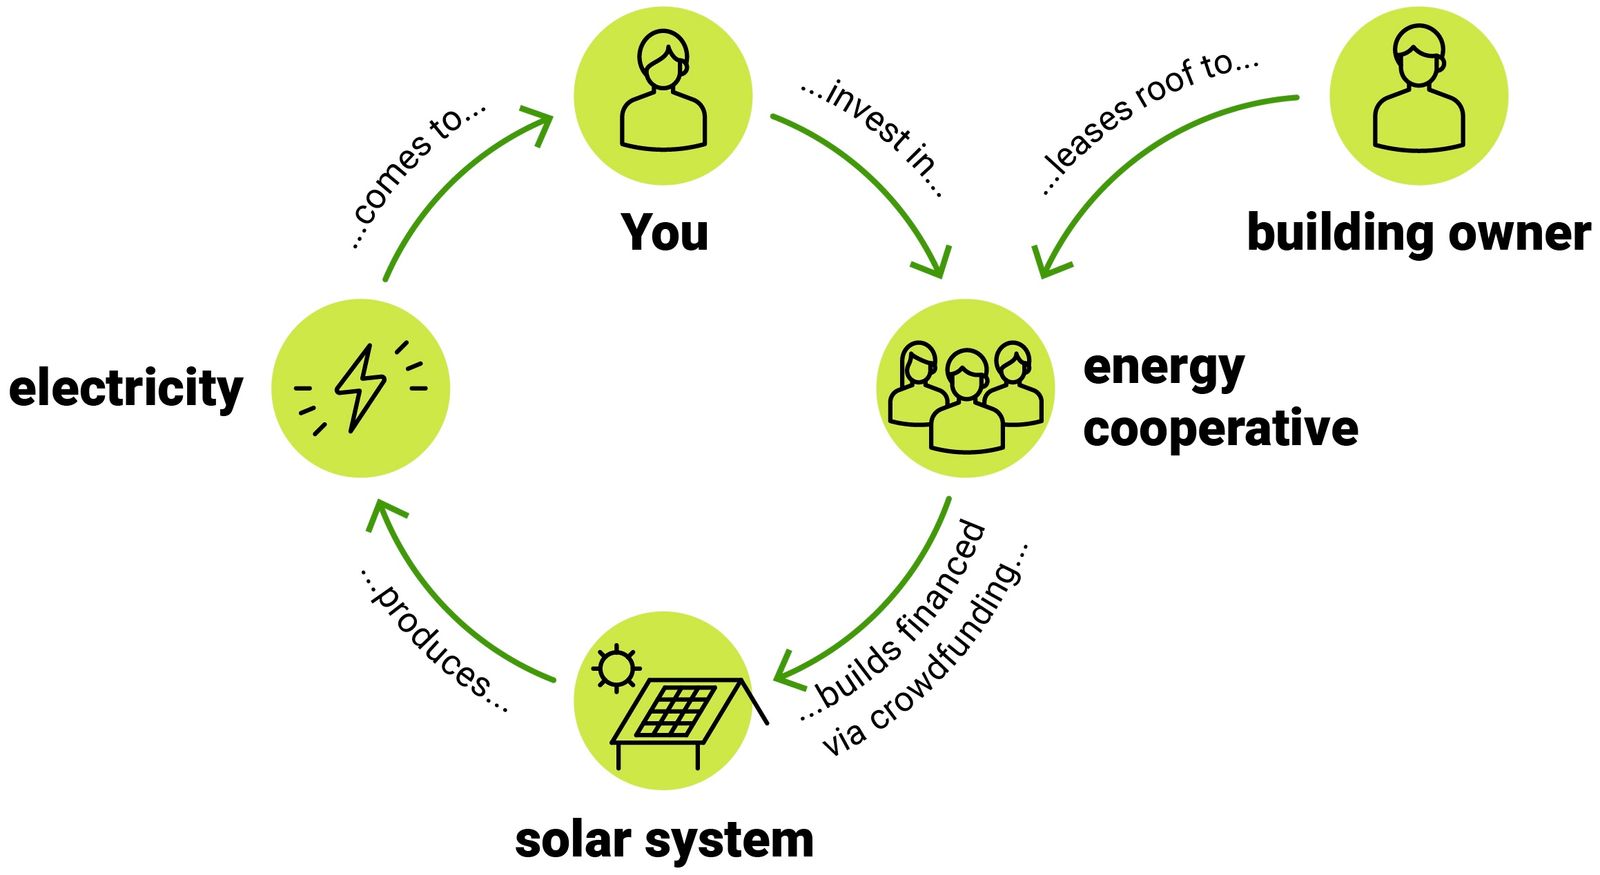 ...comes to...
...invest in...
...leases roof to...
You
building owner
electricity
energy
cooperative
...produces...
...builds financed
via crowdfunding...
solar system